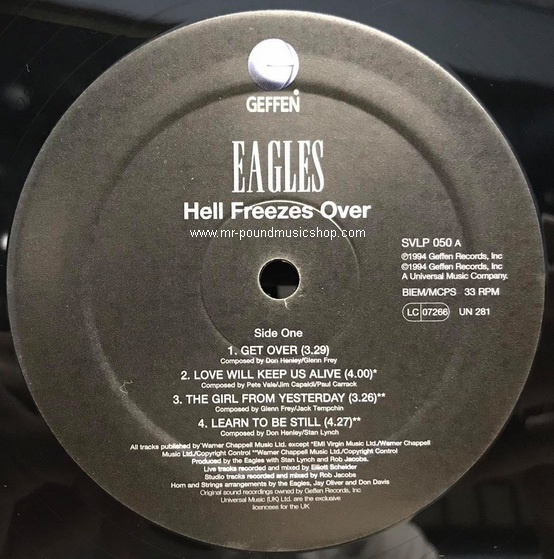 GEFFEN
EAGLES
Hell Freezes Over
www.mr-poundmusicshop.com
SVLP 050 A
℗1994 Geffen Records, Inc
©1994 Geffen Records, Inc
A Universal Music Company.
BIEM/MCPS 33 RPM
LC 07266 UN 281
Side One
1. GET OVER (3.29)
Composed by Don Henley/Glenn Frey
2. LOVE WILL KEEP US ALIVE (4.00)*
Composed by Pete Vale/Jim Capaldi/Paul Carrack
3. THE GIRL FROM YESTERDAY (3.26)**
Composed by Glenn Frey/Jack Tempchin
4. LEARN TO BE STILL (4.27)**
Composed by Don Henley/Stan Lynch
All tracks published by Warner Chappell Music Ltd. except *EMI Virgin Music Ltd./Warner Chappell
Music Ltd./Copyright Control **Warner Chappell Music Ltd./Copyright Control
Produced by the Eagles with Stan Lynch and Rob Jacobs.
Live tracks recorded and mixed by Elliott Scheider
Studio tracks recorded and mixed by Rob Jacobs
Horn and Strings arrangements by the Eagles, Jay Oliver and Don Davis
Original sound recordings owned by Geffen Records, Inc
Universal Music (UK) Ltd. are the exclusive
licencees for the UK